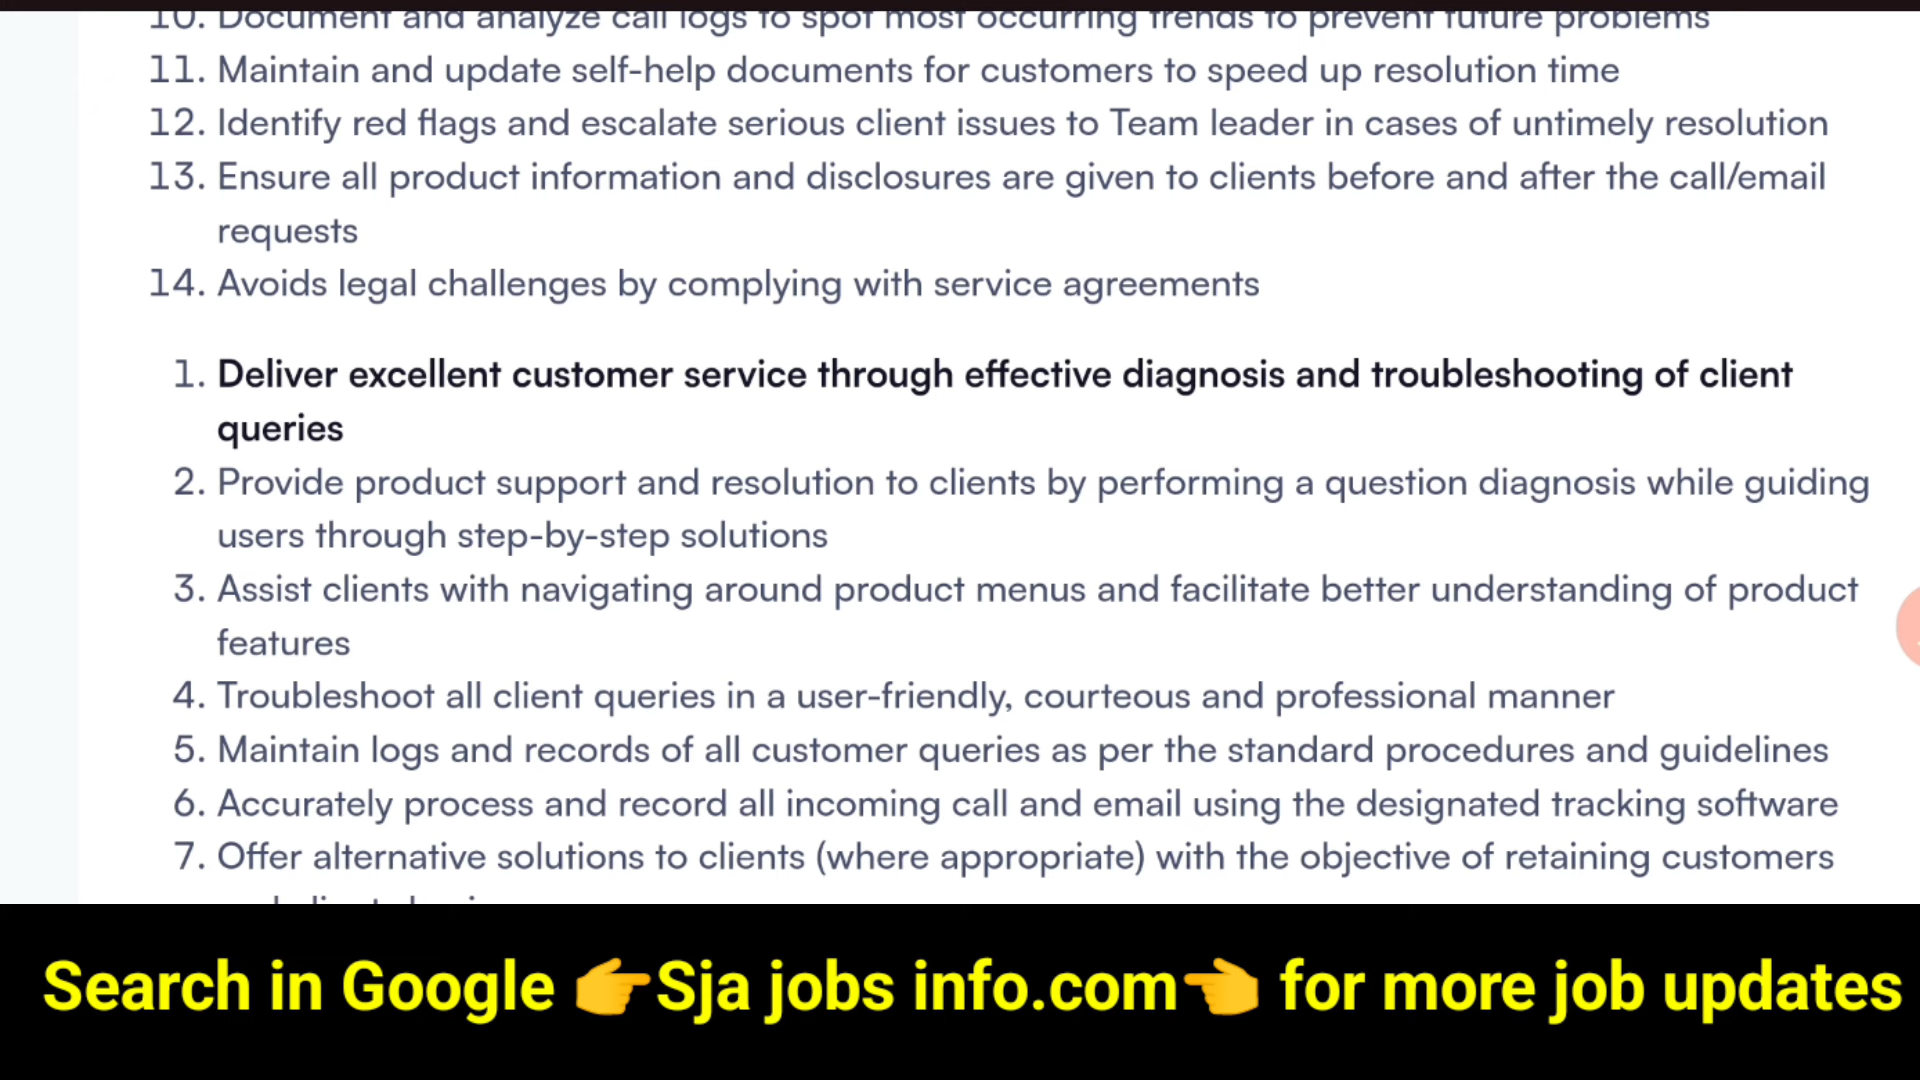 10. Document and analyze call logs to spot most occurring trends to prevent future problems
11. Maintain and update self-help documents for customers to speed up resolution time
12. Identify red flags and escalate serious client issues to Team leader in cases of untimely resolution
13. Ensure all product information and disclosures are given to clients before and after the call/email
requests
14. Avoids legal challenges by complying with service agreements
1. Deliver excellent customer service through effective diagnosis and troubleshooting of client
queries
2. Provide product support and resolution to clients by performing a question diagnosis while guiding
users through step-by-step solutions
3. Assist clients with navigating around product menus and facilitate better understanding of product
features
4. Troubleshoot all client queries in a user-friendly, courteous and professional manner
5. Maintain logs and records of all customer queries as per the standard procedures and guidelines
6. Accurately process and record all incoming call and email using the designated tracking software
7. Offer alternative solutions to clients (where appropriate) with the objective of retaining customers
Search in Google 👉Sja jobs info.com👈 for more job updates